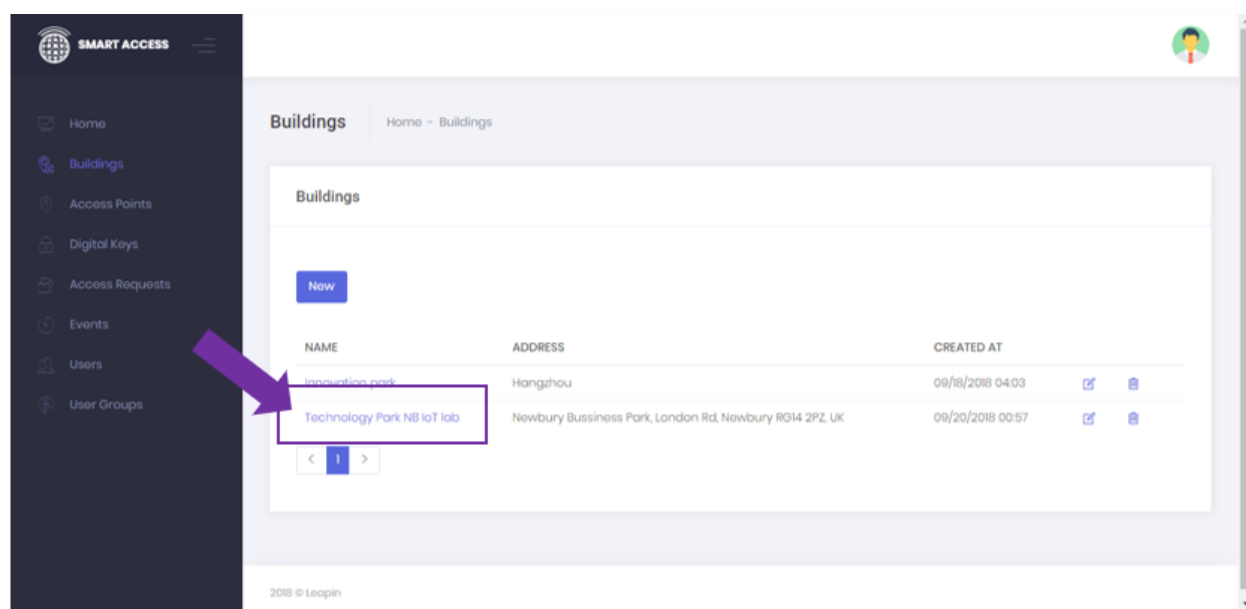 SMART ACCESS
Home
Buildings
Access Points
Digital Keys
Access Requests
Events
Users
User Groups
Buildings Home - Buildings
Buildings
New
NAME ADDRESS CREATED AT
Innovation park Hangzhou 09/18/2018 04:03
Technology Park NB IoT lab Newbury Bussiness Park, London Rd, Newbury RG14 2PZ, UK 09/20/2018 00:57
< 1 >
2018 © Leapin